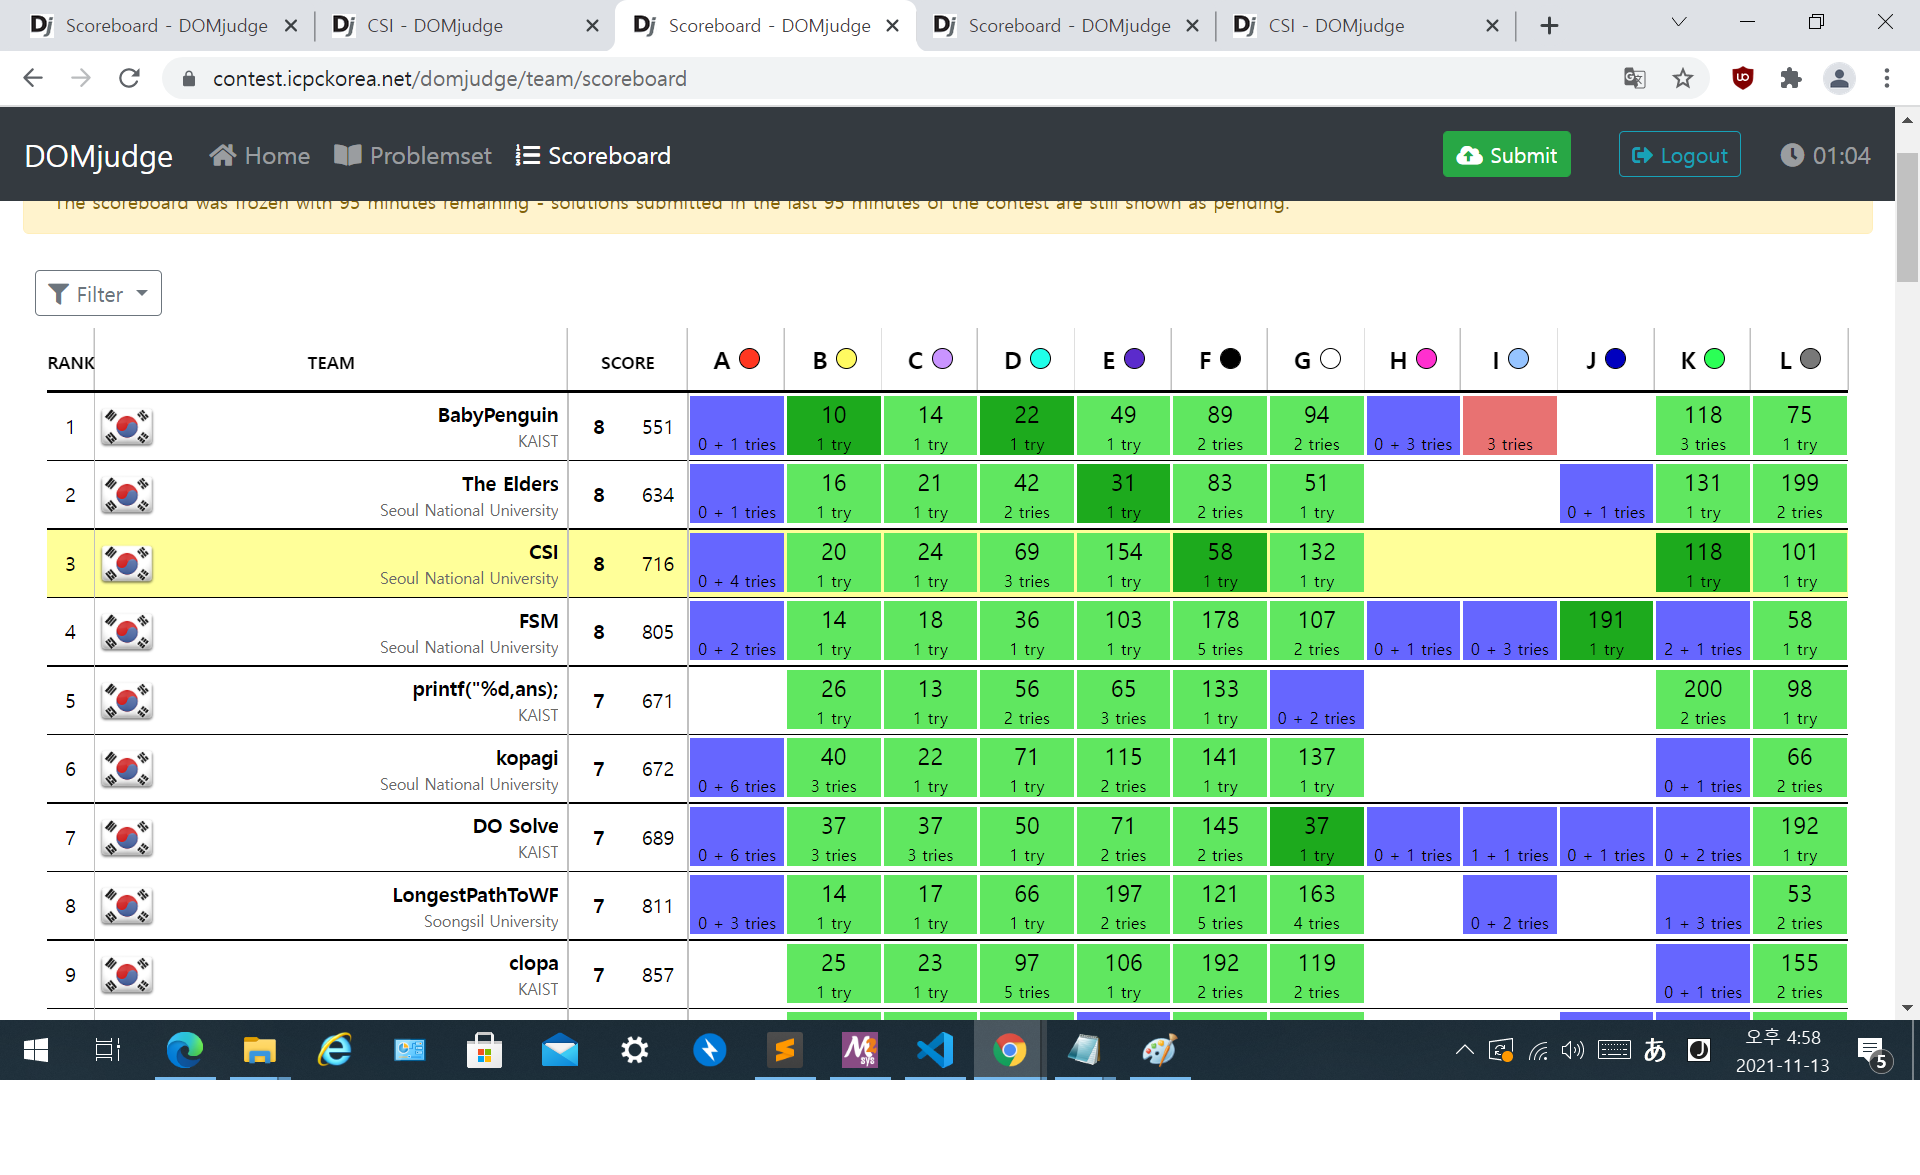 Scoreboard - DOMjudge CSI - DOMjudge Scoreboard - DOMjudge Scoreboard - DOMjudge CSI - DOMjudge
contest.icpckorea.net/domjudge/team/scoreboard
DOMjudge Home Problemset Scoreboard Submit Logout 01:04
The scoreboard was frozen with 95 minutes remaining - solutions submitted in the last 95 minutes of the contest are still shown as pending.
Filter
RANK TEAM SCORE A B C D E F G H I J K L
1 BabyPenguin 8 551 10 14 22 49 89 94 118 75
KAIST 0 + 1 tries 1 try 1 try 1 try 1 try 2 tries 2 tries 0 + 3 tries 3 tries 3 tries 1 try
2 The Elders 8 634 16 21 42 31 83 51 131 199
Seoul National University 0 + 1 tries 1 try 1 try 2 tries 1 try 2 tries 1 try 0 + 1 tries 1 try 2 tries
3 CSI 8 716 20 24 69 154 58 132 118 101
Seoul National University 0 + 4 tries 1 try 1 try 3 tries 1 try 1 try 1 try 1 try 1 try
4 FSM 8 805 14 18 36 103 178 107 191 58
Seoul National University 0 + 2 tries 1 try 1 try 1 try 1 try 5 tries 2 tries 0 + 1 tries 0 + 3 tries 1 try 2 + 1 tries 1 try
5 printf("%d,ans); 7 671 26 13 56 65 133 200 98
KAIST 1 try 1 try 2 tries 3 tries 1 try 0 + 2 tries 2 tries 1 try
6 kopagi 7 672 40 22 71 115 141 137 66
Seoul National University 0 + 6 tries 3 tries 1 try 1 try 2 tries 1 try 1 try 0 + 1 tries 2 tries
7 DO Solve 7 689 37 37 50 71 145 37 192
KAIST 0 + 6 tries 3 tries 3 tries 1 try 2 tries 2 tries 1 try 0 + 1 tries 1 + 1 tries 0 + 1 tries 0 + 2 tries 1 try
8 LongestPathToWF 7 811 14 17 66 197 121 163 53
Soongsil University 0 + 3 tries 1 try 1 try 1 try 2 tries 5 tries 4 tries 0 + 2 tries 1 + 3 tries 2 tries
9 clopa 7 857 25 23 97 106 192 119 155
KAIST 1 try 1 try 5 tries 1 try 2 tries 2 tries 0 + 1 tries 2 tries
あ 오후 4:58
2021-11-13 5